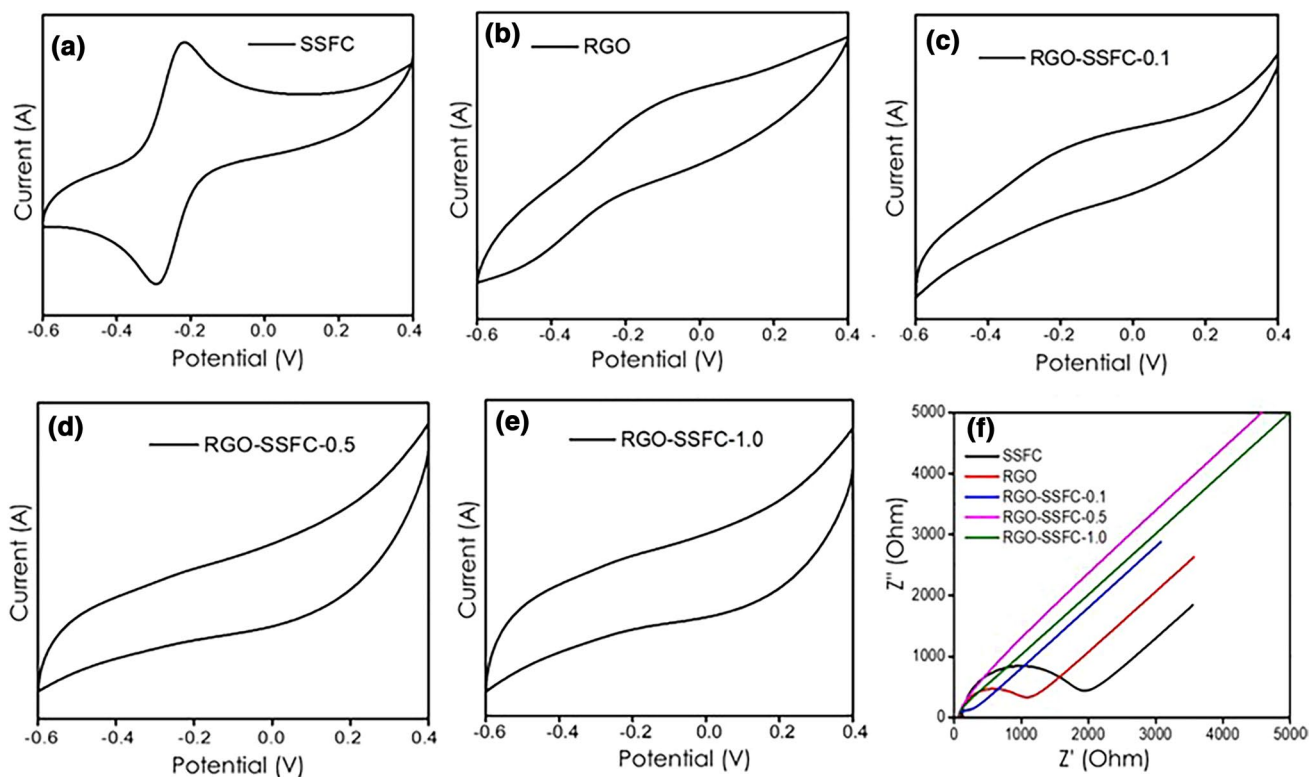 (a)
SSFC
Current (A)
-0.6 -0.4 -0.2 0.0 0.2 0.4
Potential (V)
(b)
RGO
Current (A)
-0.6 -0.4 -0.2 0.0 0.2 0.4
Potential (V)
(c)
RGO-SSFC-0.1
Current (A)
-0.6 -0.4 -0.2 0.0 0.2 0.4
Potential (V)
(d)
RGO-SSFC-0.5
Current (A)
-0.6 -0.4 -0.2 0.0 0.2 0.4
Potential (V)
(e)
RGO-SSFC-1.0
Current (A)
-0.6 -0.4 -0.2 0.0 0.2 0.4
Potential (V)
(f)
SSFC
RGO
RGO-SSFC-0.1
RGO-SSFC-0.5
RGO-SSFC-1.0
Z'' (Ohm)
5000
4000
3000
2000
1000
0
0 1000 2000 3000 4000 5000
Z' (Ohm)